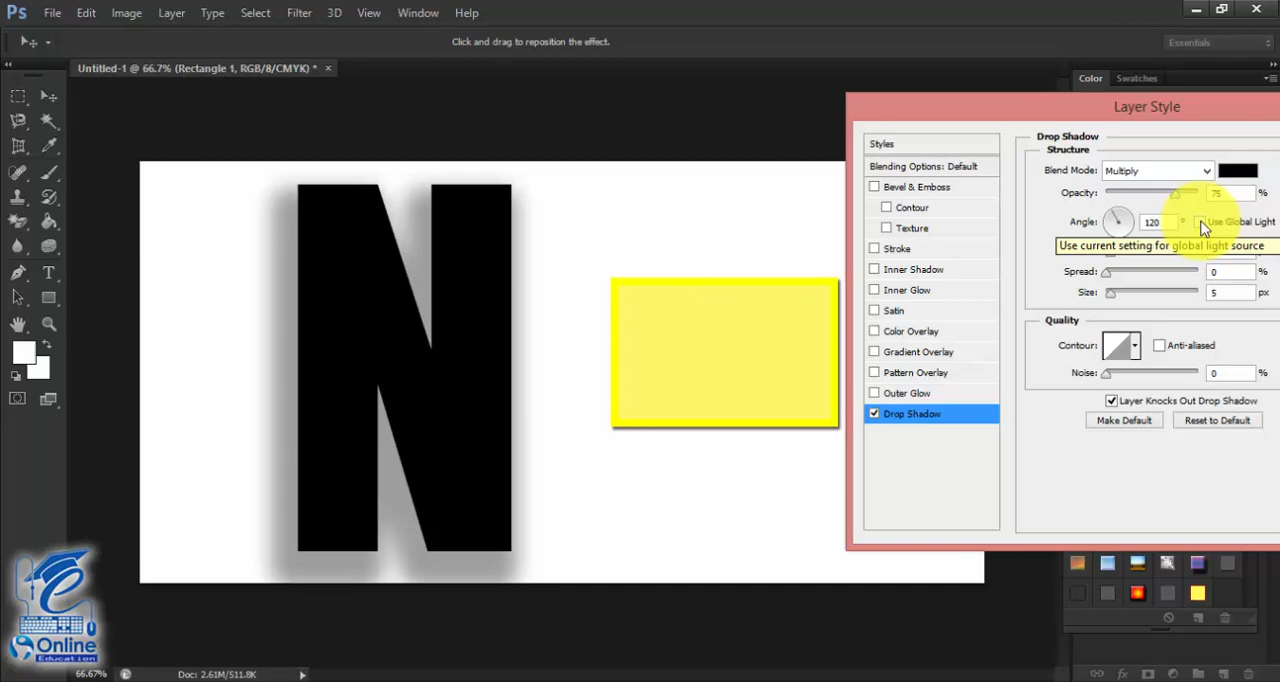 Ps File Edit Image Layer Type Select Filter 3D View Window Help
Click and drag to reposition the effect.
Essentials
Untitled-1 @ 66.7% (Rectangle 1, RGB/8/CMYK) * ×
Color Swatches
Layer Style
Styles
Blending Options: Default
Bevel & Emboss
Contour
Texture
Stroke
Inner Shadow
Inner Glow
Satin
Color Overlay
Gradient Overlay
Pattern Overlay
Outer Glow
Drop Shadow
Drop Shadow
Structure
Blend Mode: Multiply
Opacity: 75 %
Angle: 120 ° Use Global Light
Use current setting for global light source
Spread: 0 %
Size: 5 px
Quality
Contour: Anti-aliased
Noise: 0 %
Layer Knocks Out Drop Shadow
Make Default Reset to Default
N
e
Online
Education
66.67% Doc: 2.61M/511.8K
fx